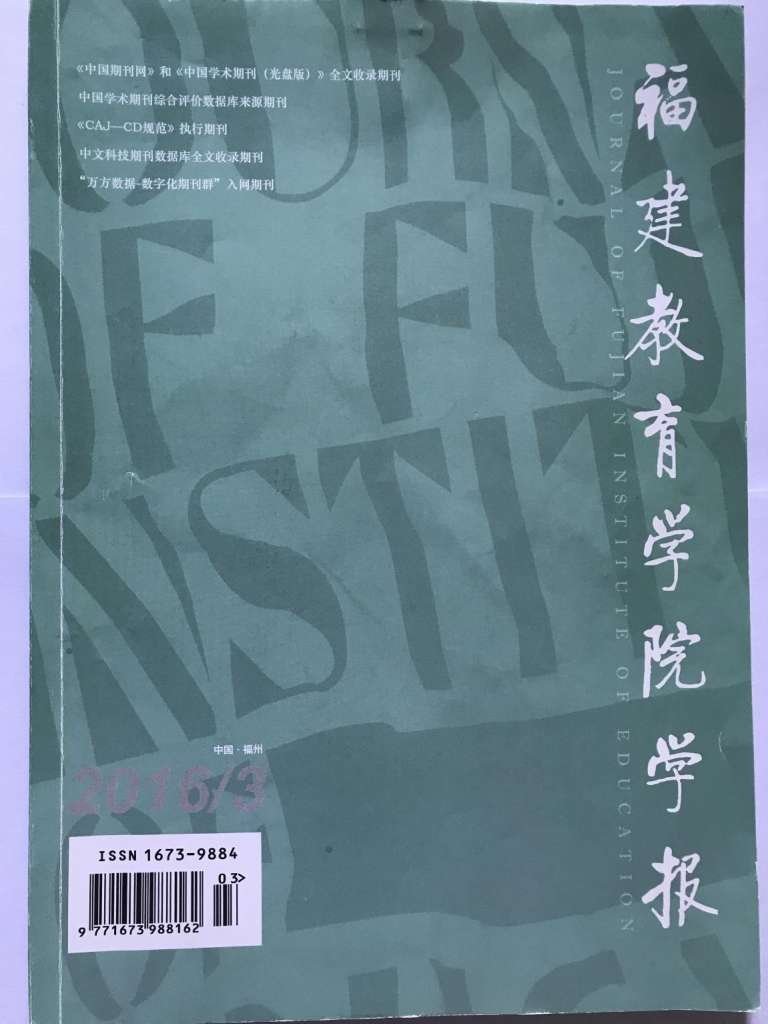 《中国期刊网》和《中国学术期刊（光盘版）》全文收录期刊
中国学术期刊综合评价数据库来源期刊
《CAJ—CD规范》执行期刊
中文科技期刊数据库全文收录期刊
“万方数据-数字化期刊群”入网期刊
福建教育学院学报
JOURNAL OF FUJIAN INSTITUTE OF EDUCATION
OURNA
OF FU
INSTIT
OF
中国·福州
2016/3
ISSN 1673-9884
03>
9 771673 988162